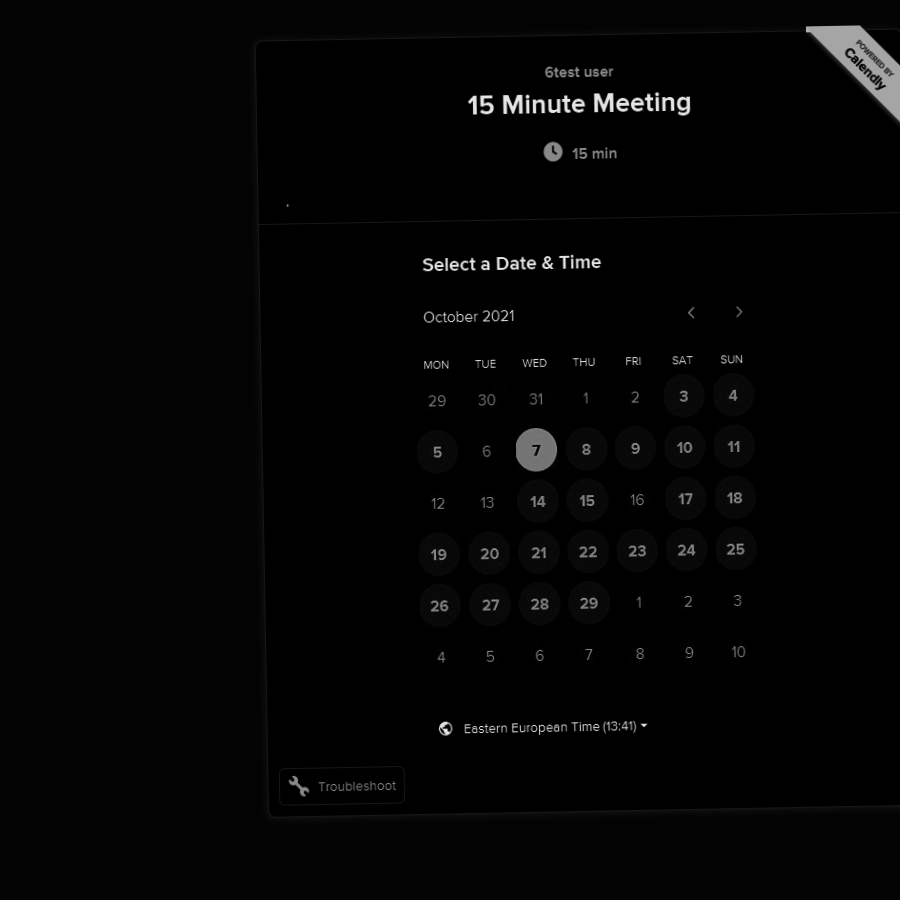 POWERED BY
Calendly
6test user
15 Minute Meeting
15 min
.
Select a Date & Time
October 2021
MON TUE WED THU FRI SAT SUN
29 30 31 1 2 3 4
5 6 7 8 9 10 11
12 13 14 15 16 17 18
19 20 21 22 23 24 25
26 27 28 29 1 2 3
4 5 6 7 8 9 10
Eastern European Time (13:41)
Troubleshoot